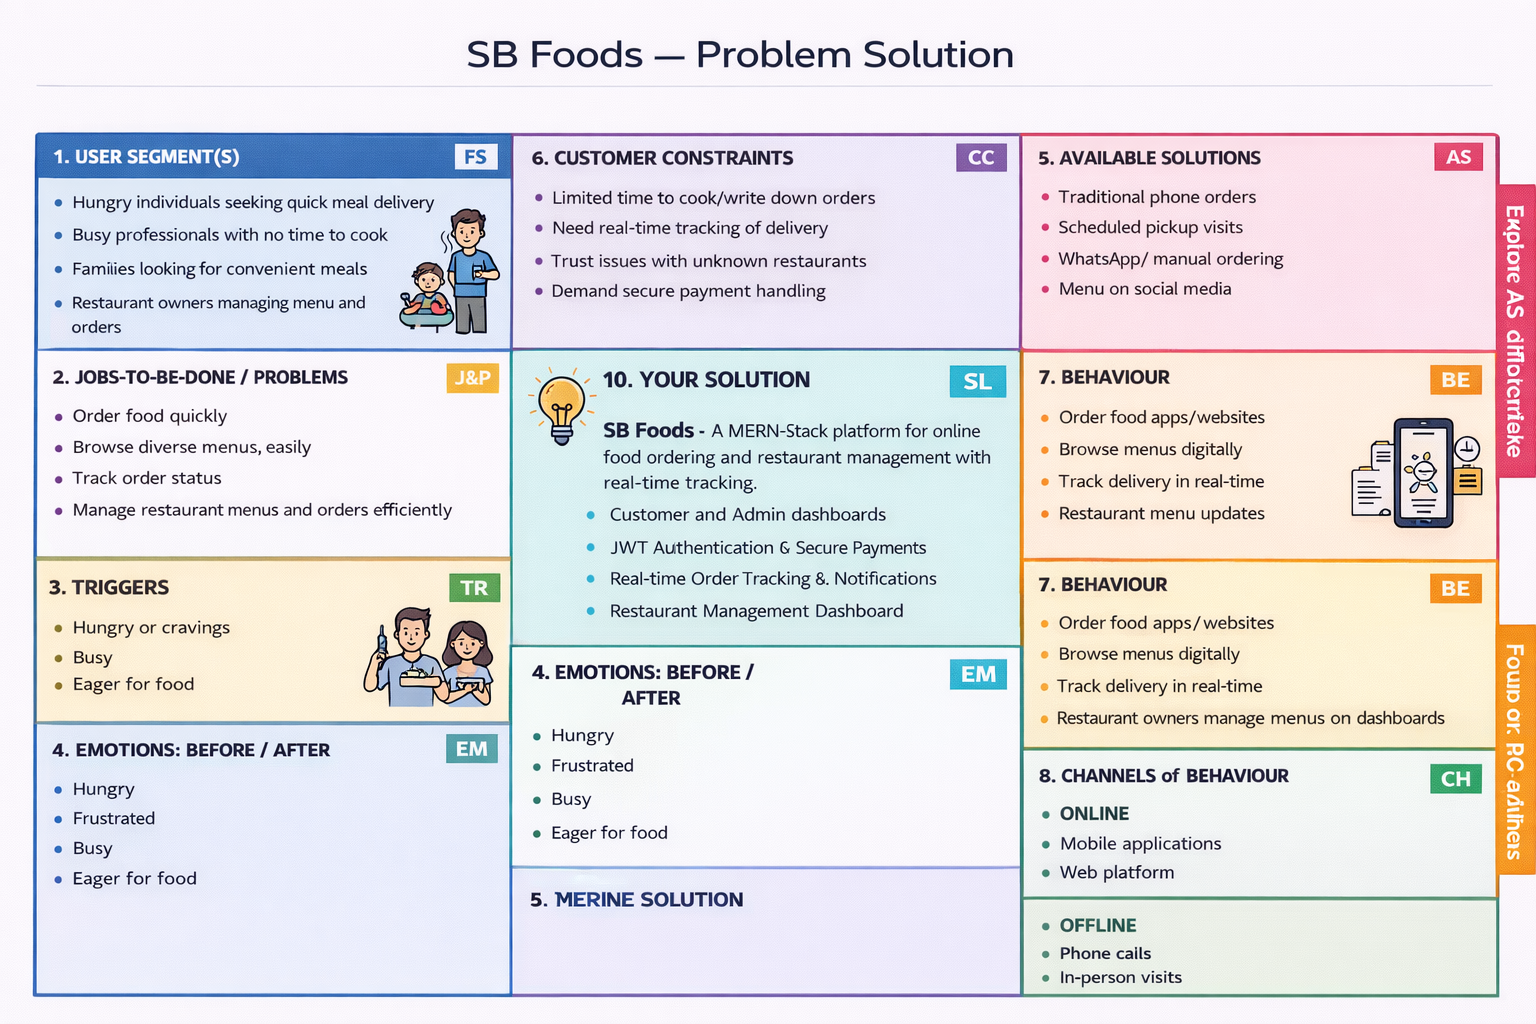 SB Foods — Problem Solution
1. USER SEGMENT(S)
FS
• Hungry individuals seeking quick meal delivery
• Busy professionals with no time to cook
• Families looking for convenient meals
• Restaurant owners managing menu and
orders
2. JOBS-TO-BE-DONE / PROBLEMS
J&P
• Order food quickly
• Browse diverse menus, easily
• Track order status
• Manage restaurant menus and orders efficiently
3. TRIGGERS
TR
• Hungry or cravings
• Busy
• Eager for food
4. EMOTIONS: BEFORE / AFTER
EM
• Hungry
• Frustrated
• Busy
• Eager for food
6. CUSTOMER CONSTRAINTS
CC
• Limited time to cook/write down orders
• Need real-time tracking of delivery
• Trust issues with unknown restaurants
• Demand secure payment handling
10. YOUR SOLUTION
SL
SB Foods - A MERN-Stack platform for online
food ordering and restaurant management with
real-time tracking.
• Customer and Admin dashboards
• JWT Authentication & Secure Payments
• Real-time Order Tracking &. Notifications
• Restaurant Management Dashboard
4. EMOTIONS: BEFORE /
AFTER
EM
• Hungry
• Frustrated
• Busy
• Eager for food
5. MERINE SOLUTION
5. AVAILABLE SOLUTIONS
AS
• Traditional phone orders
• Scheduled pickup visits
• WhatsApp/ manual ordering
• Menu on social media
7. BEHAVIOUR
BE
• Order food apps/websites
• Browse menus digitally
• Track delivery in real-time
• Restaurant menu updates
7. BEHAVIOUR
BE
• Order food apps/websites
• Browse menus digitally
• Track delivery in real-time
• Restaurant owners manage menus on dashboards
8. CHANNELS of BEHAVIOUR
CH
• ONLINE
• Mobile applications
• Web platform
• OFFLINE
• Phone calls
• In-person visits
Explore AS